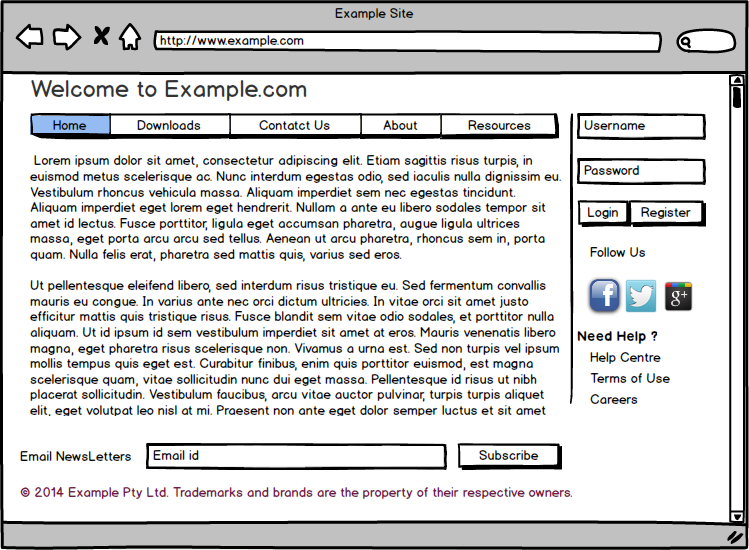 Example Site
http://www.example.com
Welcome to Example.com
Home Downloads Contatct Us About Resources
Lorem ipsum dolor sit amet, consectetur adipiscing elit. Etiam sagittis risus turpis, in
euismod metus scelerisque ac. Nunc interdum egestas odio, sed iaculis nulla dignissim eu.
Vestibulum rhoncus vehicula massa. Aliquam imperdiet sem nec egestas tincidunt.
Aliquam imperdiet eget lorem eget hendrerit. Nullam a ante eu libero sodales tempor sit
amet id lectus. Fusce porttitor, ligula eget accumsan pharetra, augue ligula ultrices
massa, eget porta arcu arcu sed tellus. Aenean ut arcu pharetra, rhoncus sem in, porta
quam. Nulla felis erat, pharetra sed mattis quis, varius sed eros.
Ut pellentesque eleifend libero, sed interdum risus tristique eu. Sed fermentum convallis
mauris eu congue. In varius ante nec orci dictum ultricies. In vitae orci sit amet justo
efficitur mattis quis tristique risus. Fusce blandit sem vitae odio sodales, et porttitor nulla
aliquam. Ut id ipsum id sem vestibulum imperdiet sit amet at eros. Mauris venenatis libero
magna, eget pharetra risus scelerisque non. Vivamus a urna est. Sed non turpis vel ipsum
mollis tempus quis eget est. Curabitur finibus, enim quis porttitor euismod, est magna
scelerisque quam, vitae sollicitudin nunc dui eget massa. Pellentesque id risus ut nibh
placerat sollicitudin. Vestibulum faucibus, arcu vitae auctor pulvinar, turpis turpis aliquet
elit, eget volutpat leo nisl at mi. Praesent non ante eget dolor semper luctus et sit amet
Username
Password
Login Register
Follow Us
f g+
Need Help ?
Help Centre
Terms of Use
Careers
Email NewsLetters Email id Subscribe
© 2014 Example Pty Ltd. Trademarks and brands are the property of their respective owners.